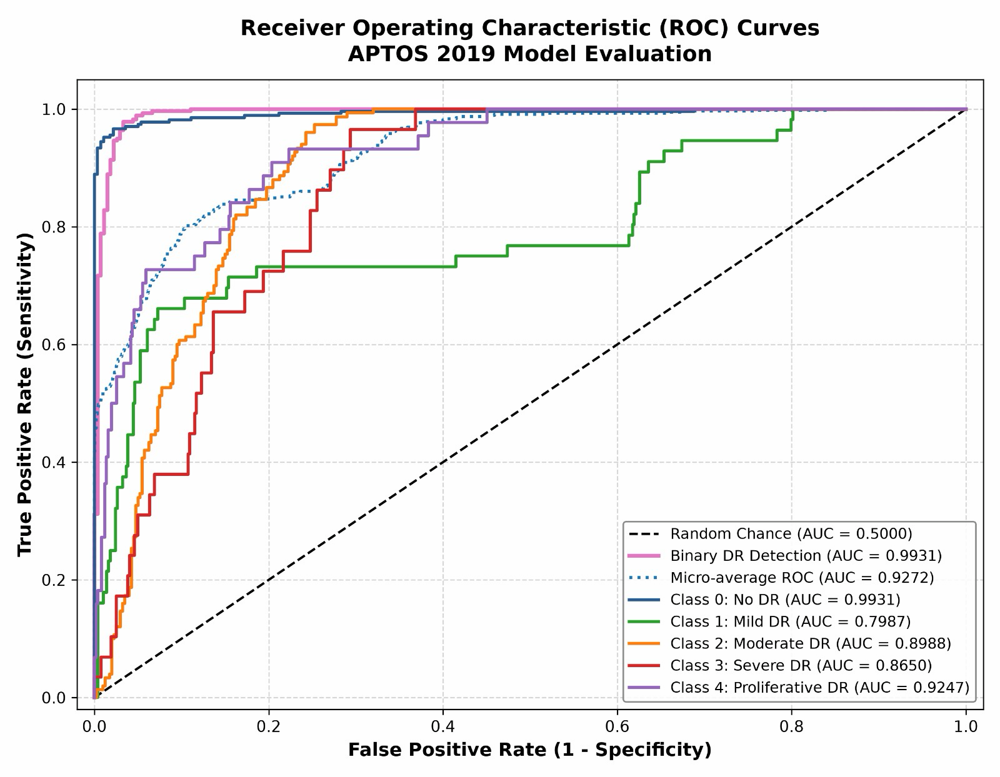 Receiver Operating Characteristic (ROC) Curves
APTOS 2019 Model Evaluation
True Positive Rate (Sensitivity)
1.0
0.8
0.6
0.4
0.2
0.0
Random Chance (AUC = 0.5000)
Binary DR Detection (AUC = 0.9931)
Micro-average ROC (AUC = 0.9272)
Class 0: No DR (AUC = 0.9931)
Class 1: Mild DR (AUC = 0.7987)
Class 2: Moderate DR (AUC = 0.8988)
Class 3: Severe DR (AUC = 0.8650)
Class 4: Proliferative DR (AUC = 0.9247)
0.0 0.2 0.4 0.6 0.8 1.0
False Positive Rate (1 - Specificity)